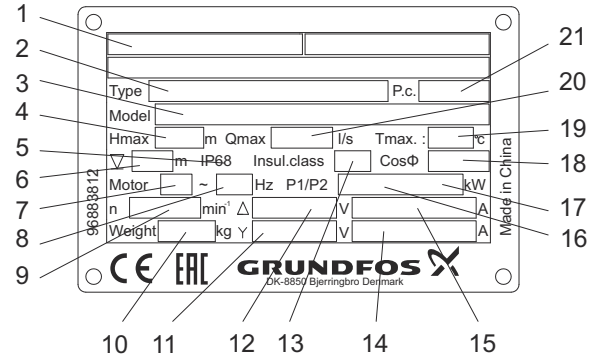 1
2
3
4
5
6
7
8
9
10
11
12
13
14
15
16
17
18
19
20
21
Type P.c.
Model
Hmax m Qmax l/s Tmax. : °C
▽ m IP68 Insul.class CosΦ
Motor ~ Hz P1/P2 kW
n min⁻¹ △ V A
Weight kg Y V A
96883812
Made in China
CE EAC GRUNDFOS X
DK-8850 Bjerringbro Denmark